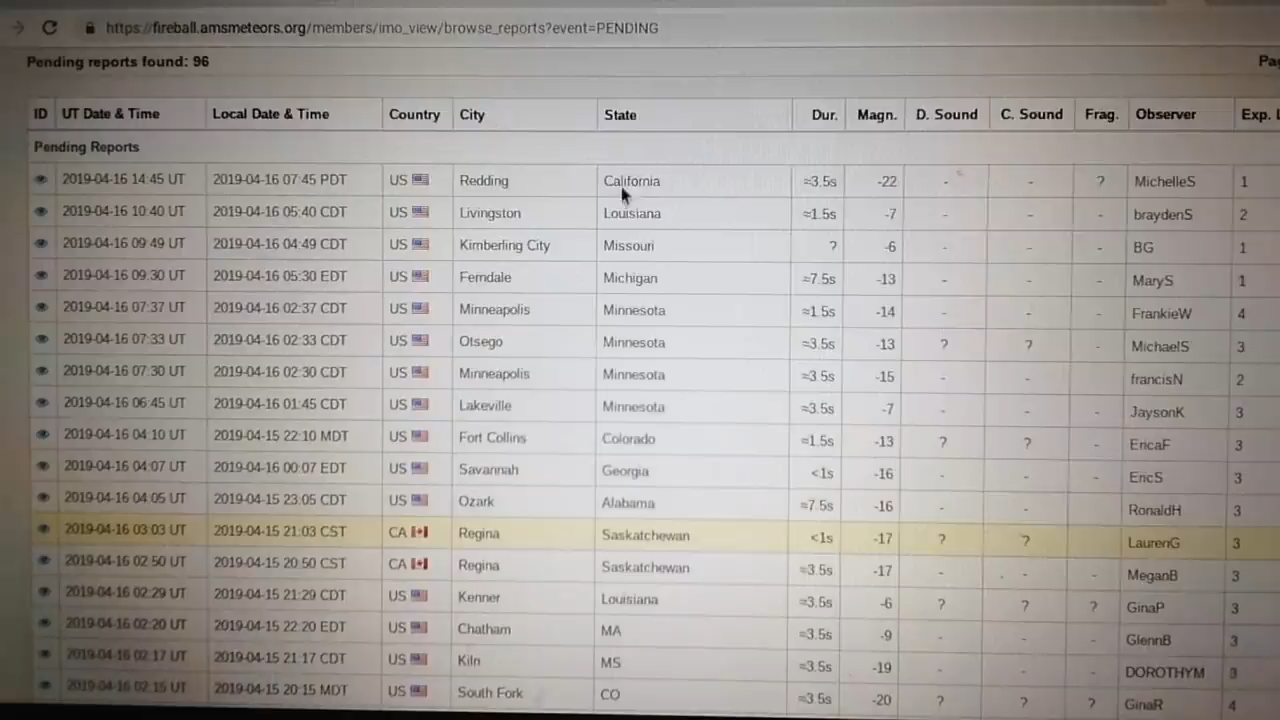 https://fireball.amsmeteors.org/members/imo_view/browse_reports?event=PENDING
Pending reports found: 96
ID UT Date & Time Local Date & Time Country City State Dur. Magn. D. Sound C. Sound Frag. Observer Exp.
Pending Reports
2019-04-16 14:45 UT 2019-04-16 07:45 PDT US Redding California ≈3.5s -22 - - ? MichelleS 1
2019-04-16 10:40 UT 2019-04-16 05:40 CDT US Livingston Louisiana ≈1.5s -7 - - - braydenS 2
2019-04-16 09:49 UT 2019-04-16 04:49 CDT US Kimberling City Missouri ? -6 - - - BG 1
2019-04-16 09:30 UT 2019-04-16 05:30 EDT US Ferndale Michigan ≈7.5s -13 - - - MaryS 1
2019-04-16 07:37 UT 2019-04-16 02:37 CDT US Minneapolis Minnesota ≈1.5s -14 - - - FrankieW 4
2019-04-16 07:33 UT 2019-04-16 02:33 CDT US Otsego Minnesota ≈3.5s -13 ? ? - MichaelS 3
2019-04-16 07:30 UT 2019-04-16 02:30 CDT US Minneapolis Minnesota ≈3.5s -15 - - - francisN 2
2019-04-16 06:45 UT 2019-04-16 01:45 CDT US Lakeville Minnesota ≈3.5s -7 - - - JaysonK 3
2019-04-16 04:10 UT 2019-04-15 22:10 MDT US Fort Collins Colorado ≈1.5s -13 ? ? - EricaF 3
2019-04-16 04:07 UT 2019-04-16 00:07 EDT US Savannah Georgia <1s -16 - - - EricS 3
2019-04-16 04:05 UT 2019-04-15 23:05 CDT US Ozark Alabama ≈7.5s -16 - - - RonaldH 3
2019-04-16 03:03 UT 2019-04-15 21:03 CST CA Regina Saskatchewan <1s -17 ? ? - LaurenG 3
2019-04-16 02:50 UT 2019-04-15 20:50 CST CA Regina Saskatchewan ≈3.5s -17 - - - MeganB 3
2019-04-16 02:29 UT 2019-04-15 21:29 CDT US Kenner Louisiana ≈3.5s -6 ? ? ? GinaP 3
2019-04-16 02:20 UT 2019-04-15 22:20 EDT US Chatham MA ≈3.5s -9 - - - GlennB 3
2019-04-16 02:17 UT 2019-04-15 21:17 CDT US Kiln MS ≈3.5s -19 - - - DOROTHYM 3
2019-04-16 02:15 UT 2019-04-15 20:15 MDT US South Fork CO ≈3.5s -20 ? ? ? GinaR 4